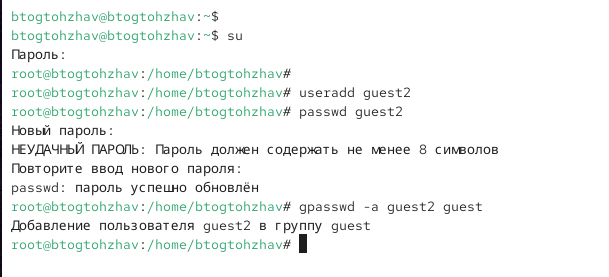 btogtohzhav@btogtohzhav:~$
btogtohzhav@btogtohzhav:~$ su
Пароль:
root@btogtohzhav:/home/btogtohzhav#
root@btogtohzhav:/home/btogtohzhav# useradd guest2
root@btogtohzhav:/home/btogtohzhav# passwd guest2
Новый пароль:
НЕУДАЧНЫЙ ПАРОЛЬ: Пароль должен содержать не менее 8 символов
Повторите ввод нового пароля:
passwd: пароль успешно обновлён
root@btogtohzhav:/home/btogtohzhav# gpasswd -a guest2 guest
Добавление пользователя guest2 в группу guest
root@btogtohzhav:/home/btogtohzhav#